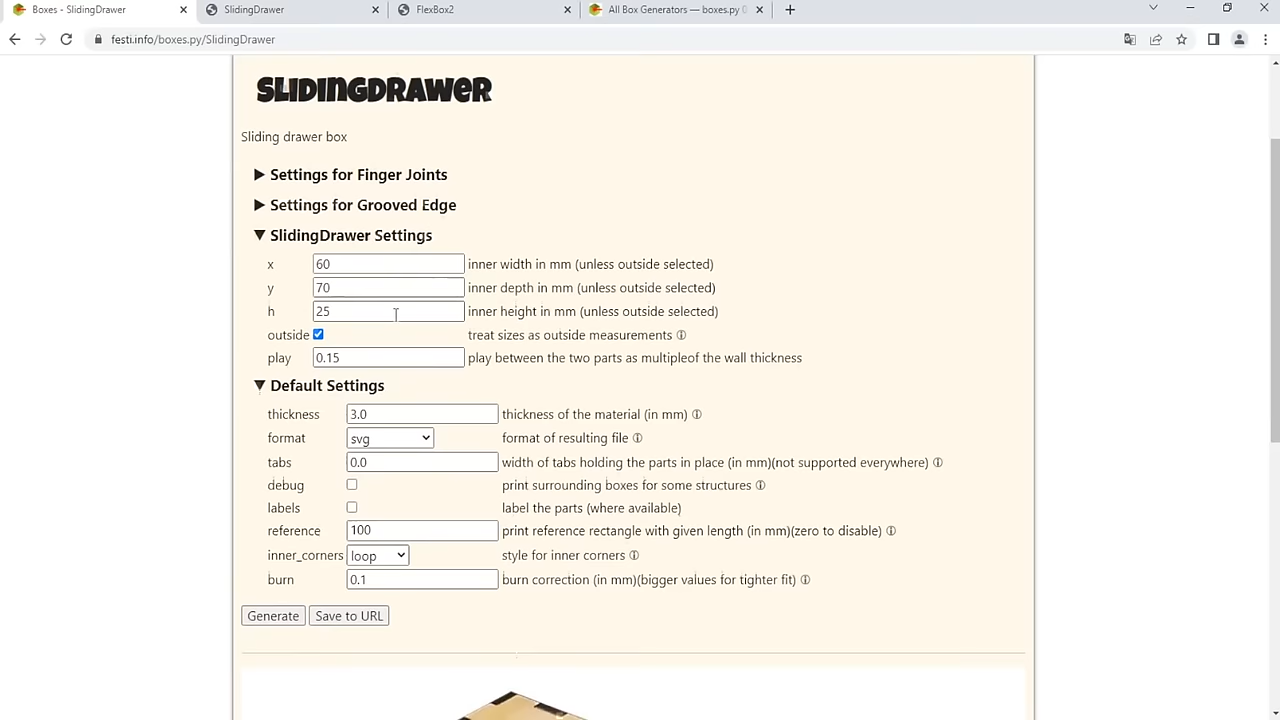 Boxes - SlidingDrawer
SlidingDrawer
FlexBox2
All Box Generators — boxes.py 0
festi.info/boxes.py/SlidingDrawer
SLIDINGDRAWER
Sliding drawer box
Settings for Finger Joints
Settings for Grooved Edge
SlidingDrawer Settings
x 60 inner width in mm (unless outside selected)
y 70 inner depth in mm (unless outside selected)
h 25 inner height in mm (unless outside selected)
outside treat sizes as outside measurements
play 0.15 play between the two parts as multipleof the wall thickness
Default Settings
thickness 3.0 thickness of the material (in mm)
format svg format of resulting file
tabs 0.0 width of tabs holding the parts in place (in mm)(not supported everywhere)
debug print surrounding boxes for some structures
labels label the parts (where available)
reference 100 print reference rectangle with given length (in mm)(zero to disable)
inner_corners loop style for inner corners
burn 0.1 burn correction (in mm)(bigger values for tighter fit)
Generate Save to URL